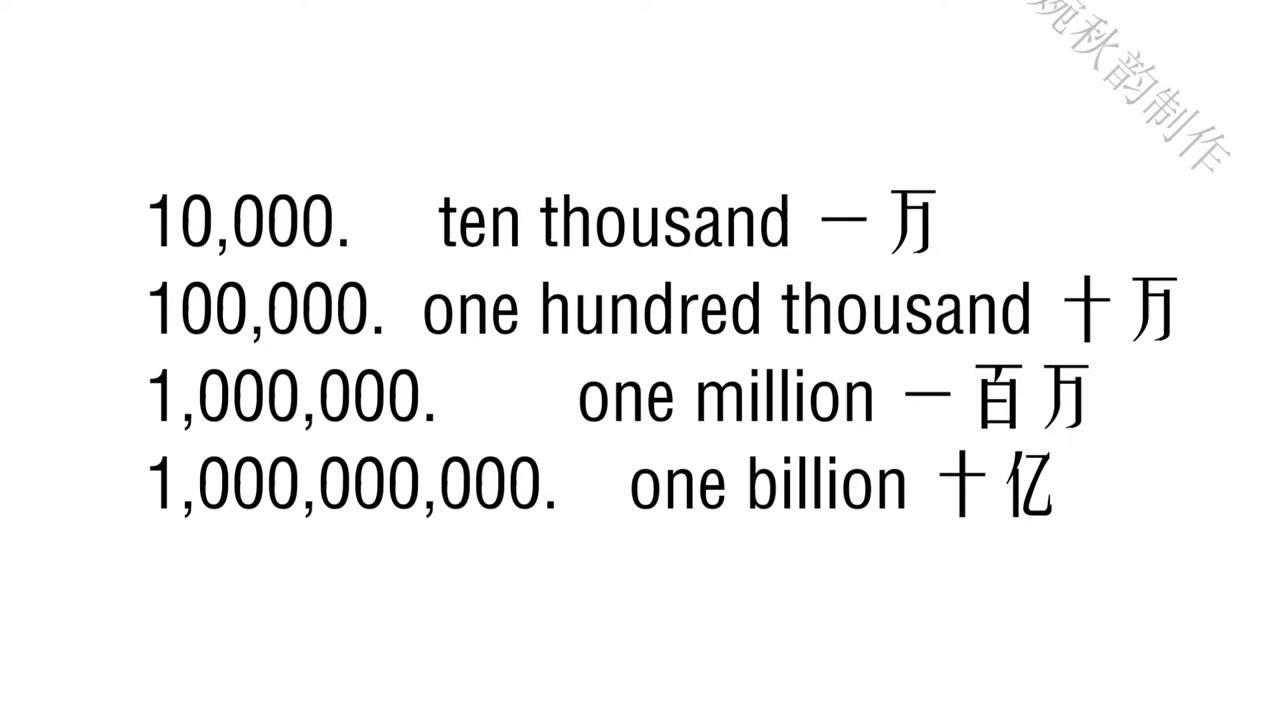 婉秋韵制作
10,000. ten thousand 一万
100,000. one hundred thousand 十万
1,000,000. one million 一百万
1,000,000,000. one billion 十亿